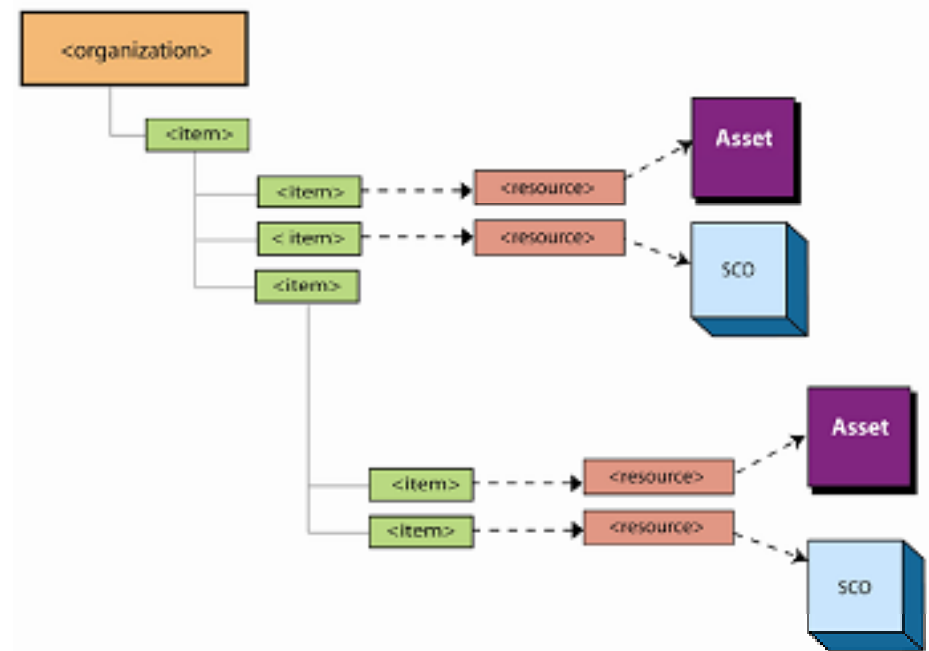 <organization>
<item>
<item>
<resource>
Asset
< item>
<resource>
SCO
<item>
<item>
<resource>
Asset
<item>
<resource>
SCO